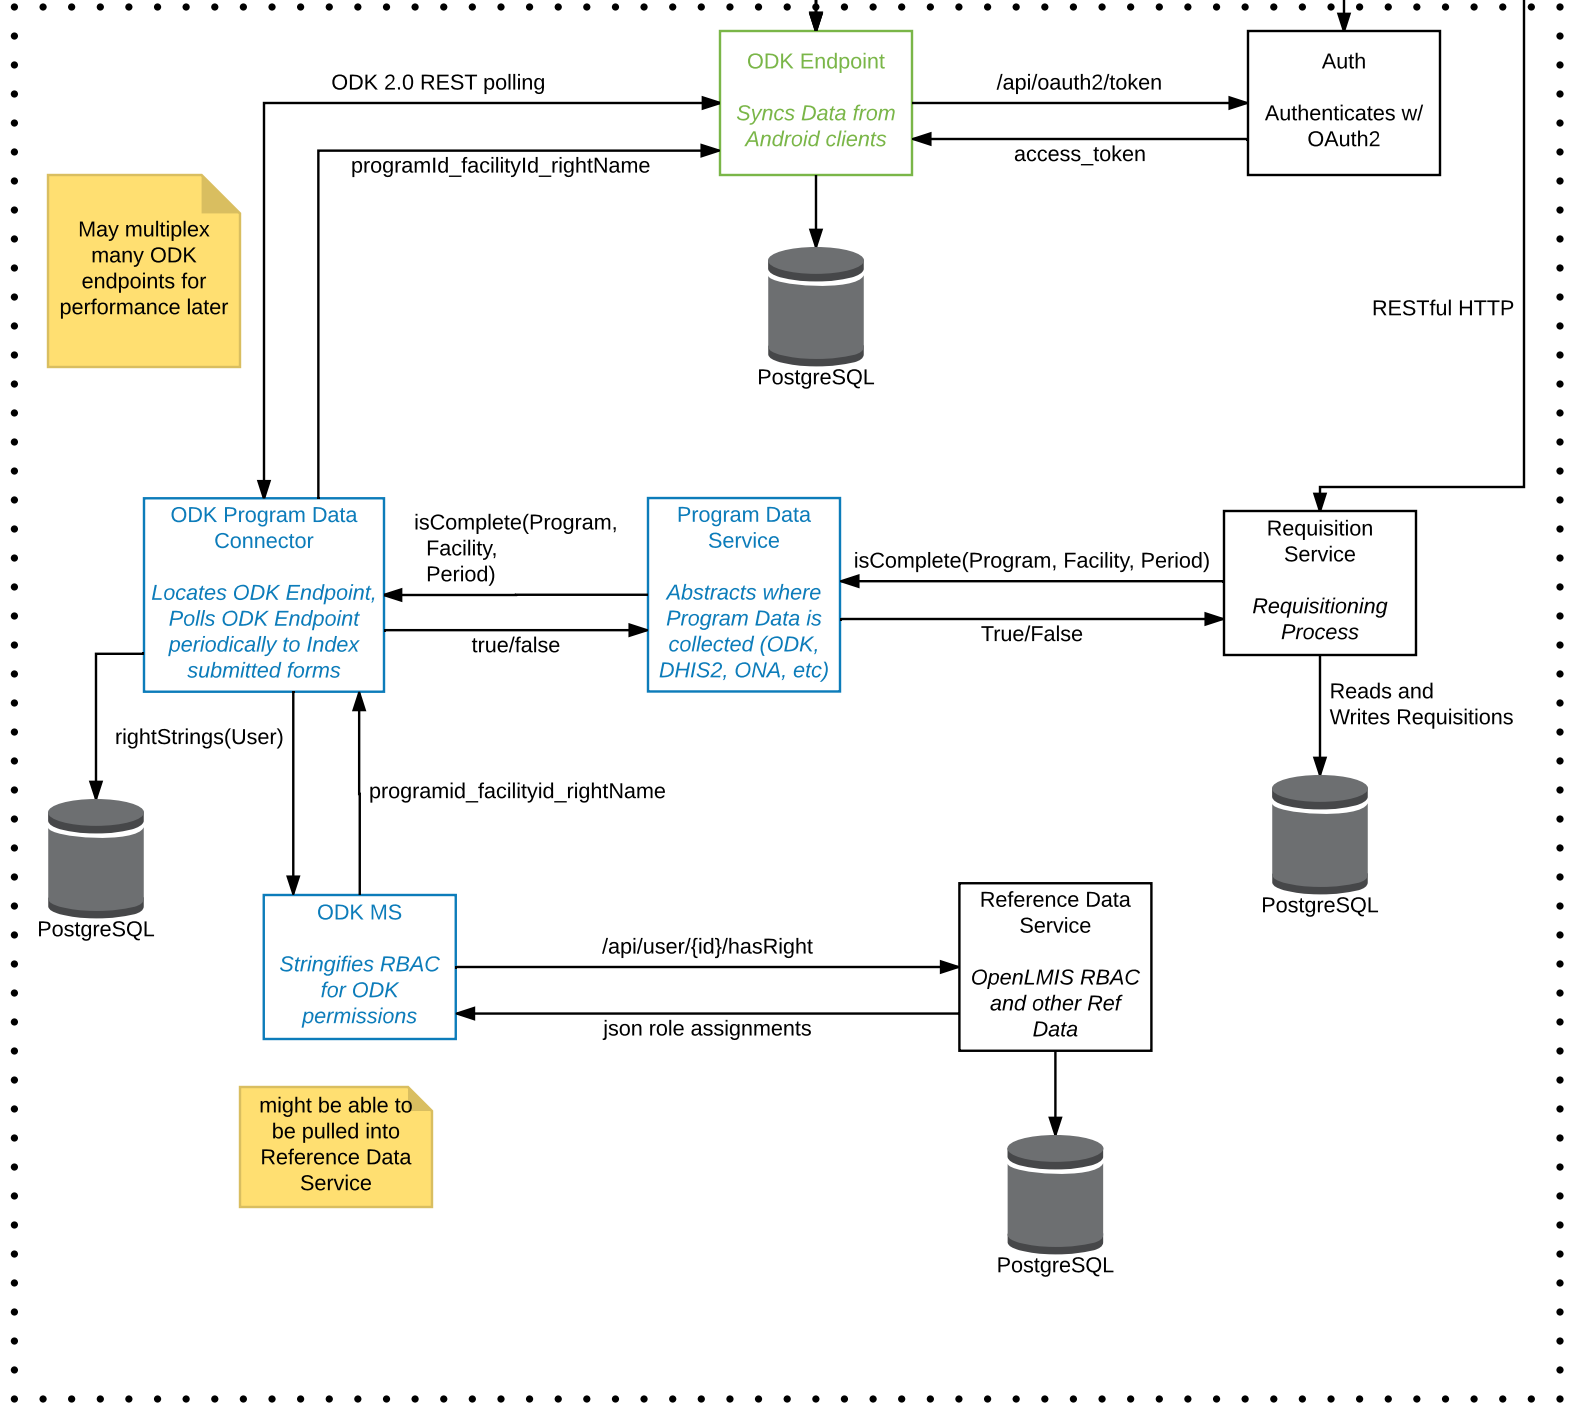 ODK Endpoint
Syncs Data from
Android clients
Auth
Authenticates w/
OAuth2
ODK 2.0 REST polling
/api/oauth2/token
access_token
programId_facilityId_rightName
May multiplex
many ODK
endpoints for
performance later
PostgreSQL
RESTful HTTP
ODK Program Data
Connector
Locates ODK Endpoint,
Polls ODK Endpoint
periodically to Index
submitted forms
isComplete(Program,
Facility,
Period)
true/false
Program Data
Service
Abstracts where
Program Data is
collected (ODK,
DHIS2, ONA, etc)
isComplete(Program, Facility, Period)
True/False
Requisition
Service
Requisitioning
Process
Reads and
Writes Requisitions
rightStrings(User)
programid_facilityid_rightName
PostgreSQL
PostgreSQL
ODK MS
Stringifies RBAC
for ODK
permissions
/api/user/{id}/hasRight
json role assignments
Reference Data
Service
OpenLMIS RBAC
and other Ref
Data
might be able to
be pulled into
Reference Data
Service
PostgreSQL